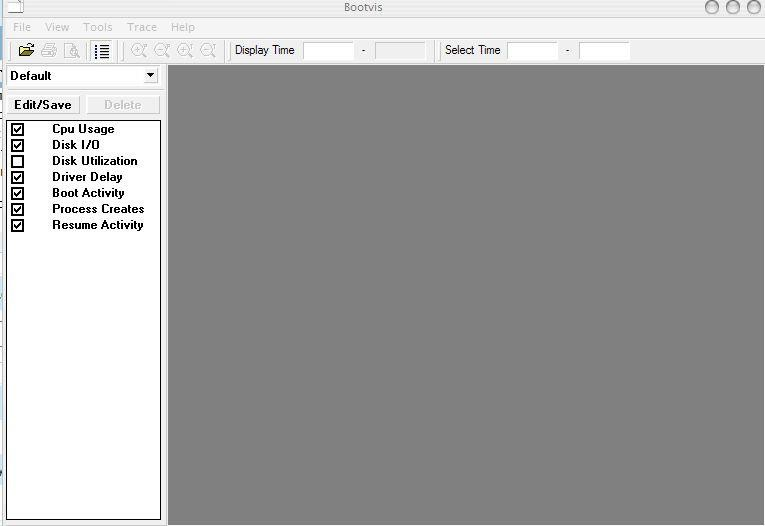 Bootvis
File View Tools Trace Help
Display Time - Select Time -
Default
Edit/Save Delete
Cpu Usage
Disk I/O
Disk Utilization
Driver Delay
Boot Activity
Process Creates
Resume Activity